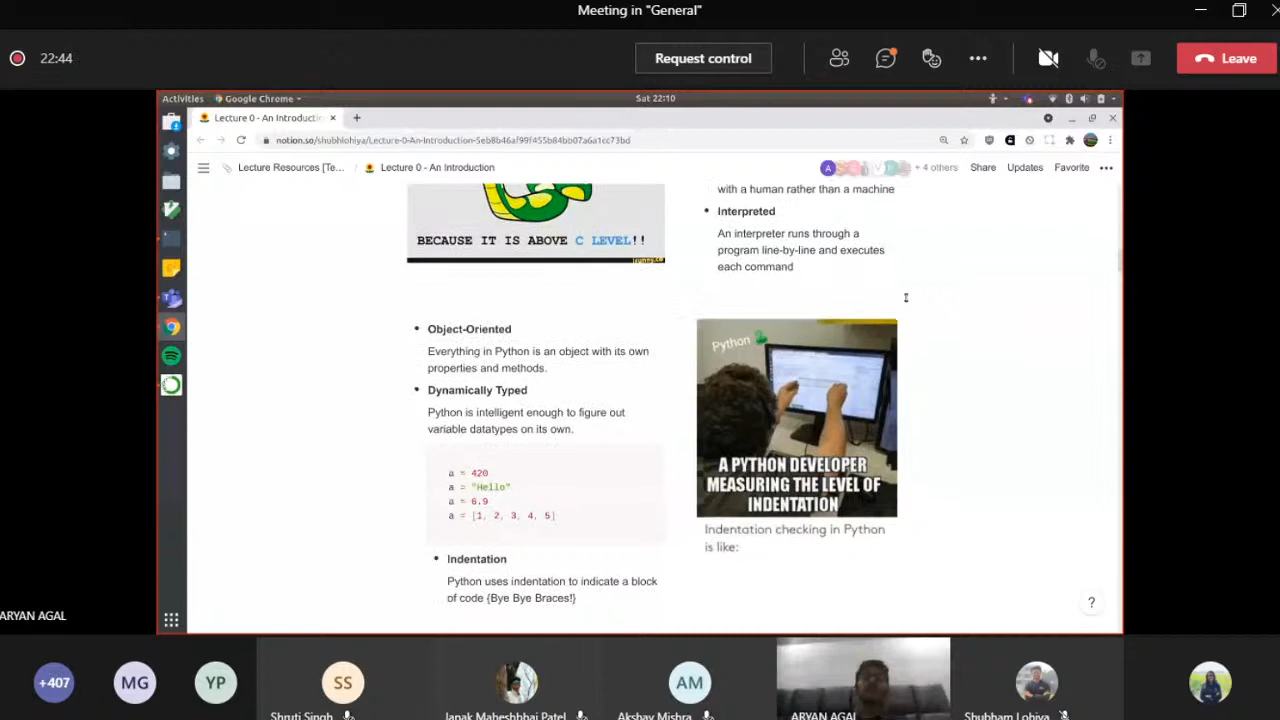 Meeting in "General"
22:44
Request control
Leave
Activities
Google Chrome
Sat 22:10
Lecture 0 - An Introductio
notion.so/shubhlohiya/Lecture-0-An-Introduction-5eb8b46af99f455b84bb07a6a1cc73bd
Lecture Resources [Te...
/
Lecture 0 - An Introduction
A
V
+ 4 others
Share
Updates
Favorite
BECAUSE IT IS ABOVE C LEVEL!!
with a human rather than a machine
• Interpreted
An interpreter runs through a
program line-by-line and executes
each command
• Object-Oriented
Everything in Python is an object with its own
properties and methods.
• Dynamically Typed
Python is intelligent enough to figure out
variable datatypes on its own.
a = 420
a = "Hello"
a = 6.9
a = [1, 2, 3, 4, 5]
• Indentation
Python uses indentation to indicate a block
of code {Bye Bye Braces!}
Python
A PYTHON DEVELOPER
MEASURING THE LEVEL OF
INDENTATION
Indentation checking in Python
is like:
?
ARYAN AGAL
+407
MG
YP
SS
Shruti Singh
Janak Maheshbhai Patel
AM
Akshay Mishra
ARYAN AGAL
Shubham Lohiya